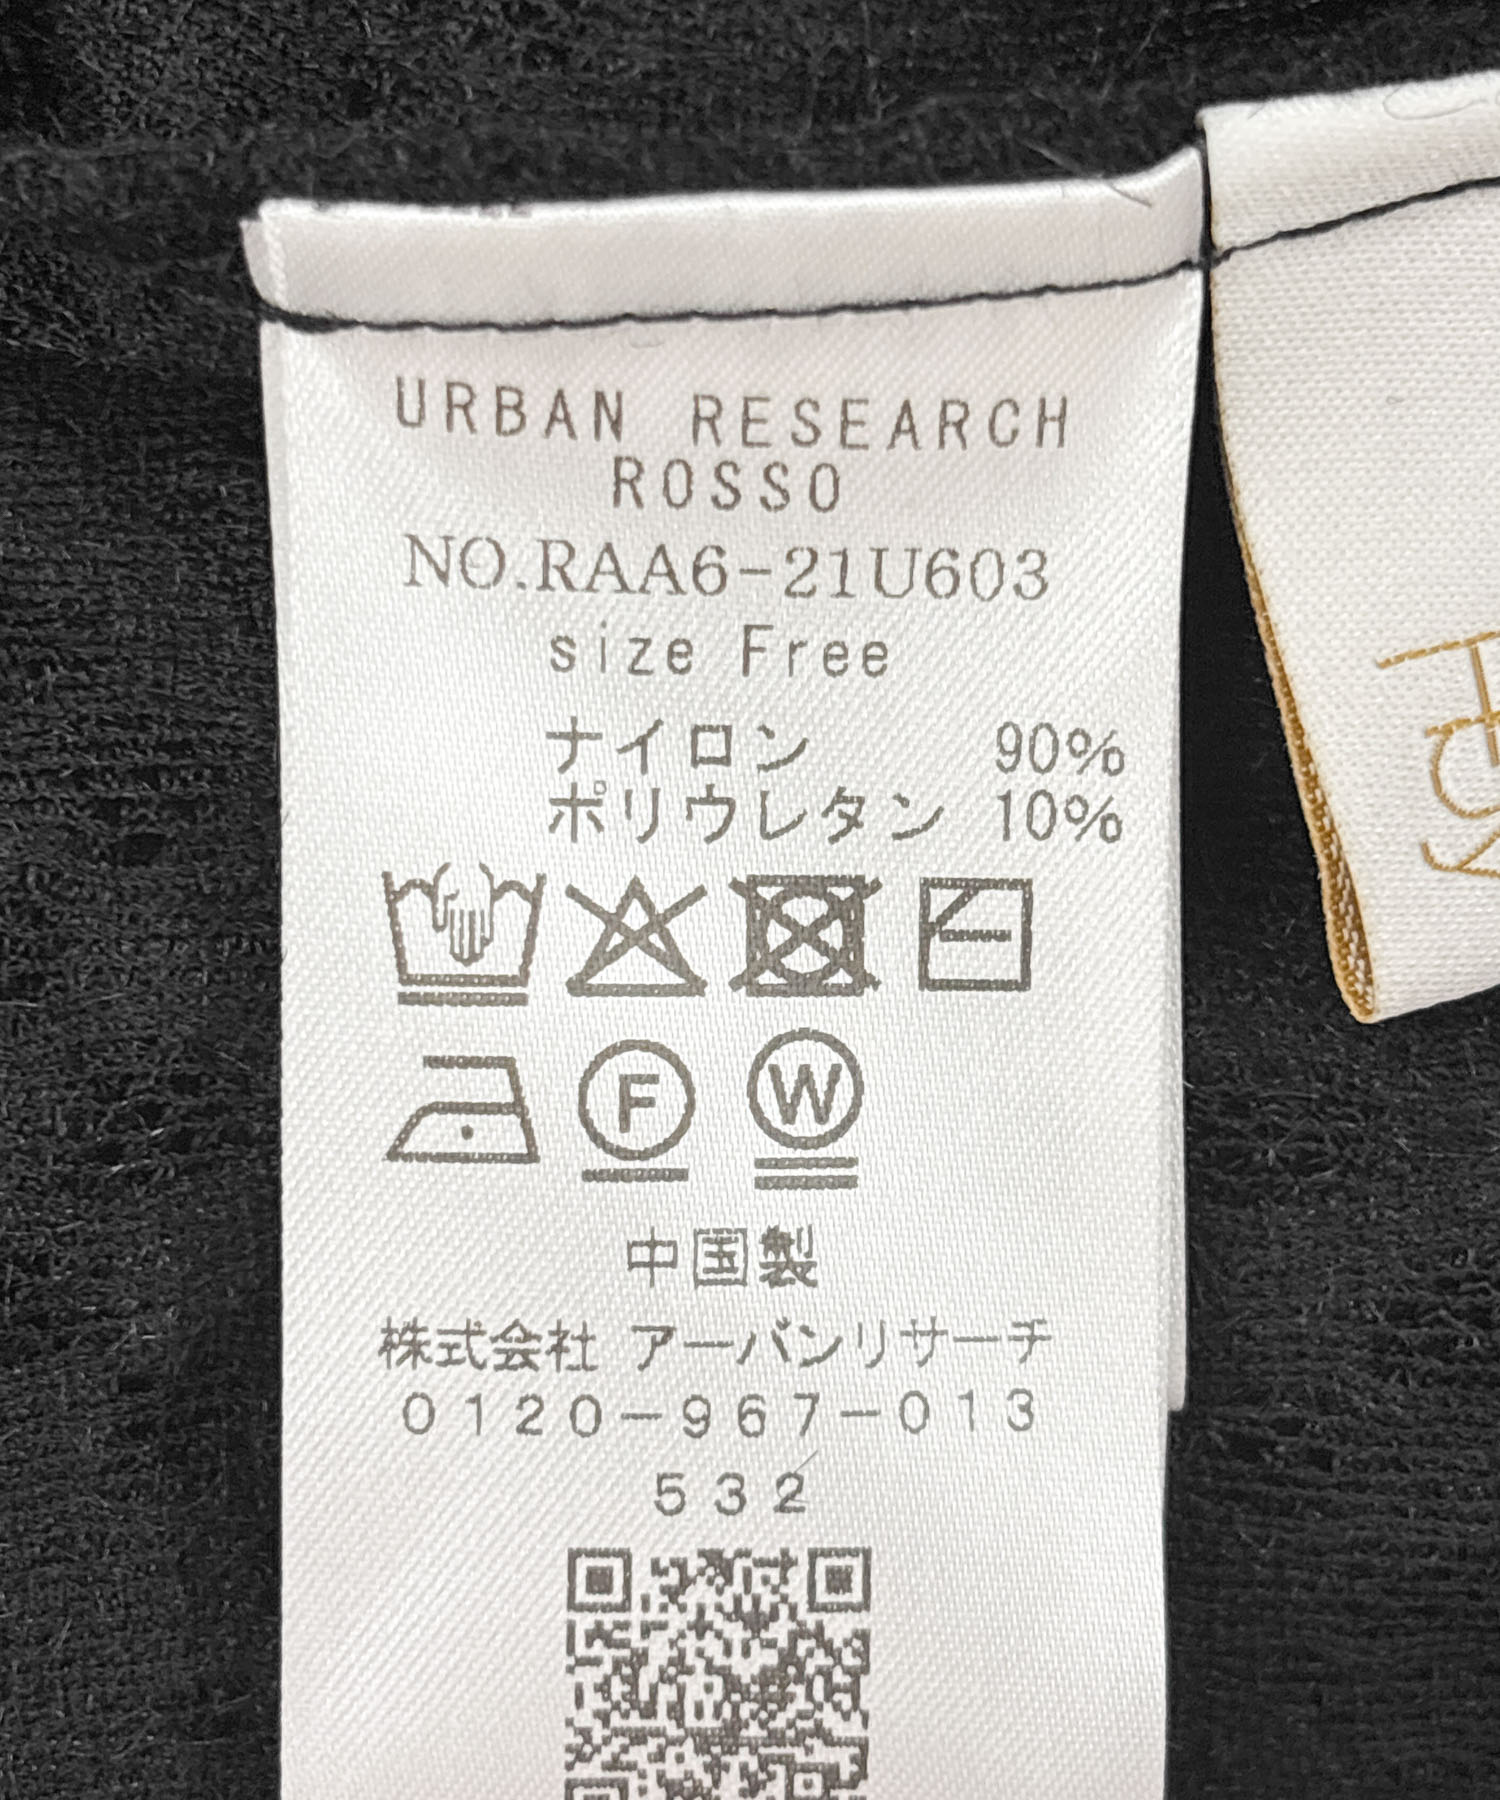 URBAN RESEARCH
ROSSO
NO.RAA6-21U603
size Free
ナイロン 90%
ポリウレタン 10%
F W
中国製
株式会社 アーバンリサーチ
0120-967-013
532